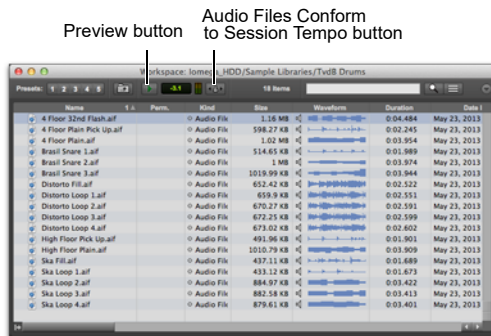 Preview button
Audio Files Conform
to Session Tempo button
Workspace: Iomega_HDD/Sample Libraries/TvdB Drums
Presets: 1 2 3 4 5 -3.1 18 Items
Name 1 Perm. Kind Size Waveform Duration Date
4 Floor 32nd Flash.aif Audio File 1.16 MB 0:04.484 May 23, 2013
4 Floor Plain Pick Up.aif Audio File 598.27 KB 0:02.245 May 23, 2013
4 Floor Plain.aif Audio File 1.02 MB 0:03.954 May 23, 2013
Brasil Snare 1.aif Audio File 514.65 KB 0:01.989 May 23, 2013
Brasil Snare 2.aif Audio File 1 MB 0:03.974 May 23, 2013
Brasil Snare 3.aif Audio File 1019.99 KB 0:03.944 May 23, 2013
Distorto Fill.aif Audio File 652.42 KB 0:02.522 May 23, 2013
Distorto Loop 1.aif Audio File 659.9 KB 0:02.551 May 23, 2013
Distorto Loop 2.aif Audio File 670.27 KB 0:02.591 May 23, 2013
Distorto Loop 3.aif Audio File 672.25 KB 0:02.599 May 23, 2013
Distorto Loop 4.aif Audio File 673.02 KB 0:02.602 May 23, 2013
High Floor Pick Up.aif Audio File 491.96 KB 0:01.901 May 23, 2013
High Floor Plain.aif Audio File 1010.79 KB 0:03.909 May 23, 2013
Ska Fill.aif Audio File 437.11 KB 0:01.689 May 23, 2013
Ska Loop 1.aif Audio File 433.12 KB 0:01.673 May 23, 2013
Ska Loop 2.aif Audio File 884.97 KB 0:03.422 May 23, 2013
Ska Loop 3.aif Audio File 882.58 KB 0:03.413 May 23, 2013
Ska Loop 4.aif Audio File 879.61 KB 0:03.401 May 23, 2013